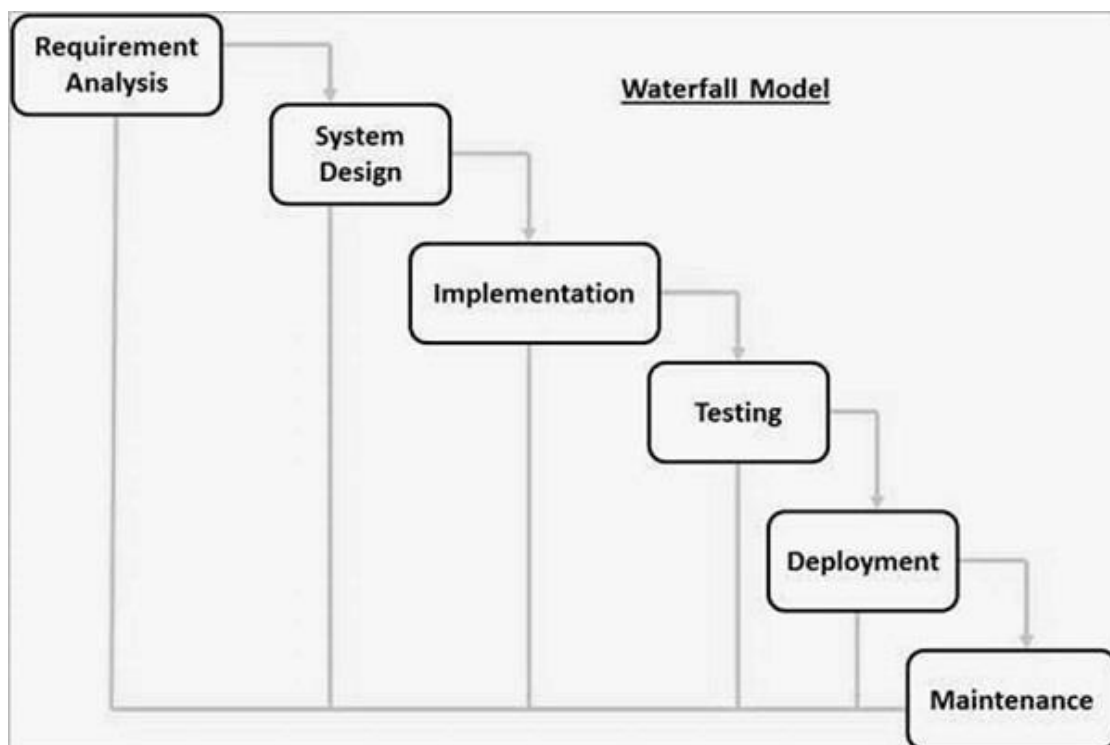 Requirement
Analysis
Waterfall Model
System
Design
Implementation
Testing
Deployment
Maintenance